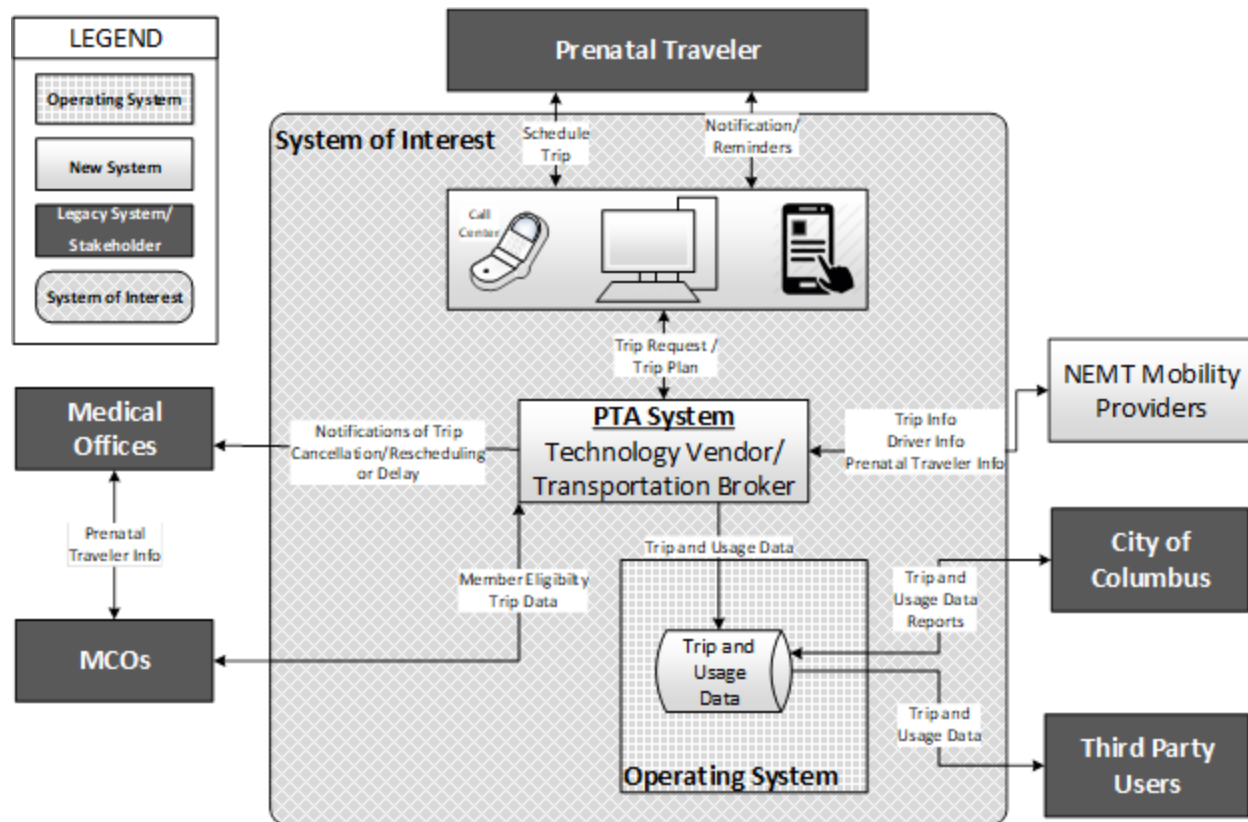 LEGEND
Operating System
New System
Legacy System/
Stakeholder
System of Interest
Prenatal Traveler
System of Interest
Schedule
Trip
Notification/
Reminders
Call
Center
Trip Request /
Trip Plan
PTA System
Technology Vendor/
Transportation Broker
NEMT Mobility
Providers
Trip Info
Driver Info
Prenatal Traveler Info
Medical
Offices
Notifications of Trip
Cancellation/Rescheduling
or Delay
Prenatal
Traveler Info
MCOs
Member Eligibilty
Trip Data
Trip and Usage Data
Trip and
Usage
Data
Operating System
Trip and
Usage Data
Reports
City of
Columbus
Trip and
Usage Data
Third Party
Users